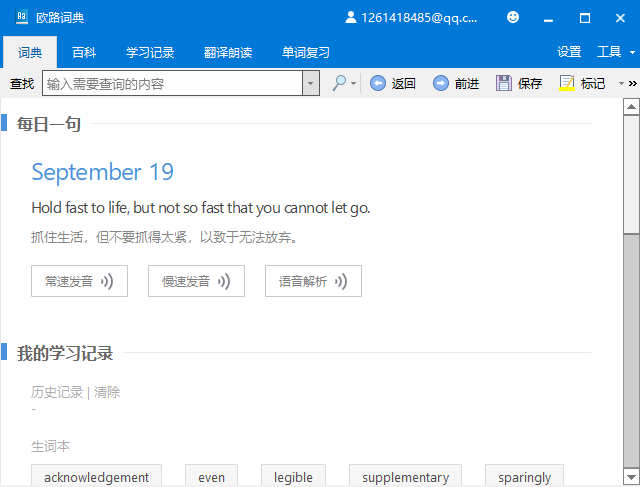 欧路词典 1261418485@qq.c...
词典 百科 学习记录 翻译朗读 单词复习 设置 工具
查找 输入需要查询的内容 返回 前进 保存 标记 »
每日一句
September 19
Hold fast to life, but not so fast that you cannot let go.
抓住生活，但不要抓得太紧，以致于无法放弃。
常速发音 慢速发音 语音解析
我的学习记录
历史记录 | 清除
-
生词本
acknowledgement even legible supplementary sparingly